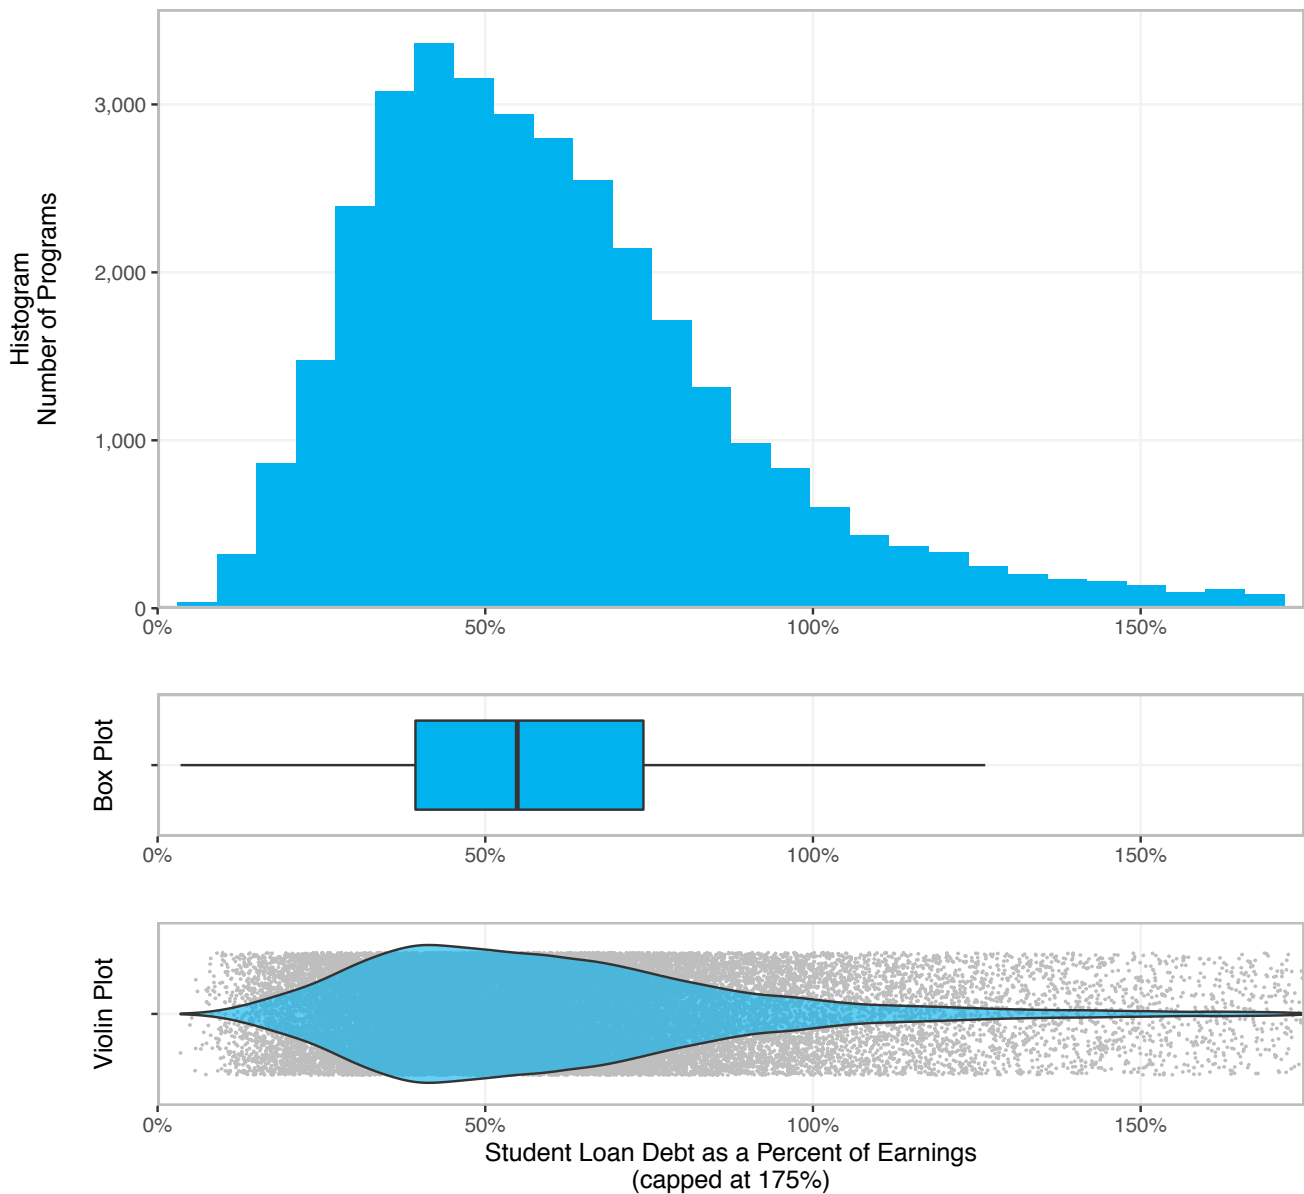 Histogram
Number of Programs
3,000
2,000
1,000
0
0%
50%
100%
150%
Box Plot
0%
50%
100%
150%
Violin Plot
0%
50%
100%
150%
Student Loan Debt as a Percent of Earnings
(capped at 175%)